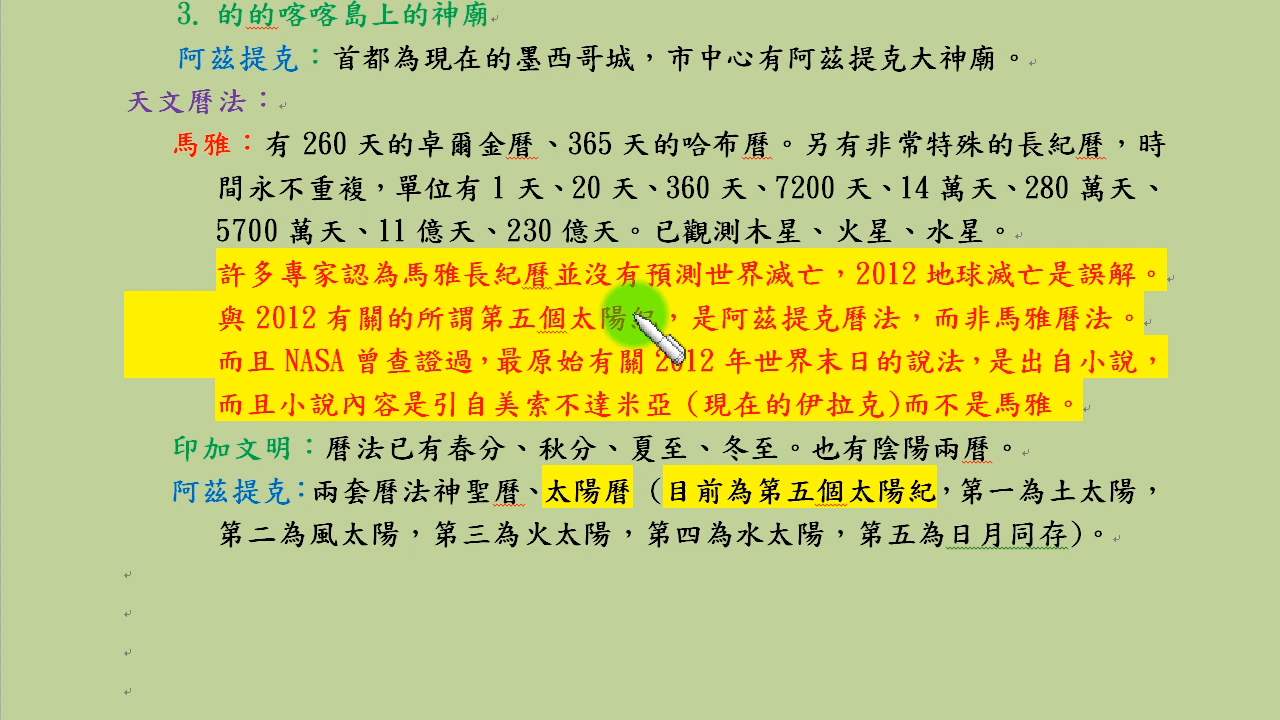 3. 的的喀喀島上的神廟
阿茲提克：首都為現在的墨西哥城，市中心有阿茲提克大神廟。
天文曆法：
馬雅：有 260 天的卓爾金曆、365 天的哈布曆。另有非常特殊的長紀曆，時
間永不重複，單位有 1 天、20 天、360 天、7200 天、14 萬天、280 萬天、
5700 萬天、11 億天、230 億天。已觀測木星、火星、水星。
許多專家認為馬雅長紀曆並沒有預測世界滅亡，2012 地球滅亡是誤解。
與 2012 有關的所謂第五個太陽紀，是阿茲提克曆法，而非馬雅曆法。
而且 NASA 曾查證過，最原始有關 2012 年世界末日的說法，是出自小說，
而且小說內容是引自美索不達米亞 (現在的伊拉克)而不是馬雅。
印加文明：曆法已有春分、秋分、夏至、冬至。也有陰陽兩曆。
阿茲提克：兩套曆法神聖曆、太陽曆 (目前為第五個太陽紀，第一為土太陽，
第二為風太陽，第三為火太陽，第四為水太陽，第五為日月同存)。